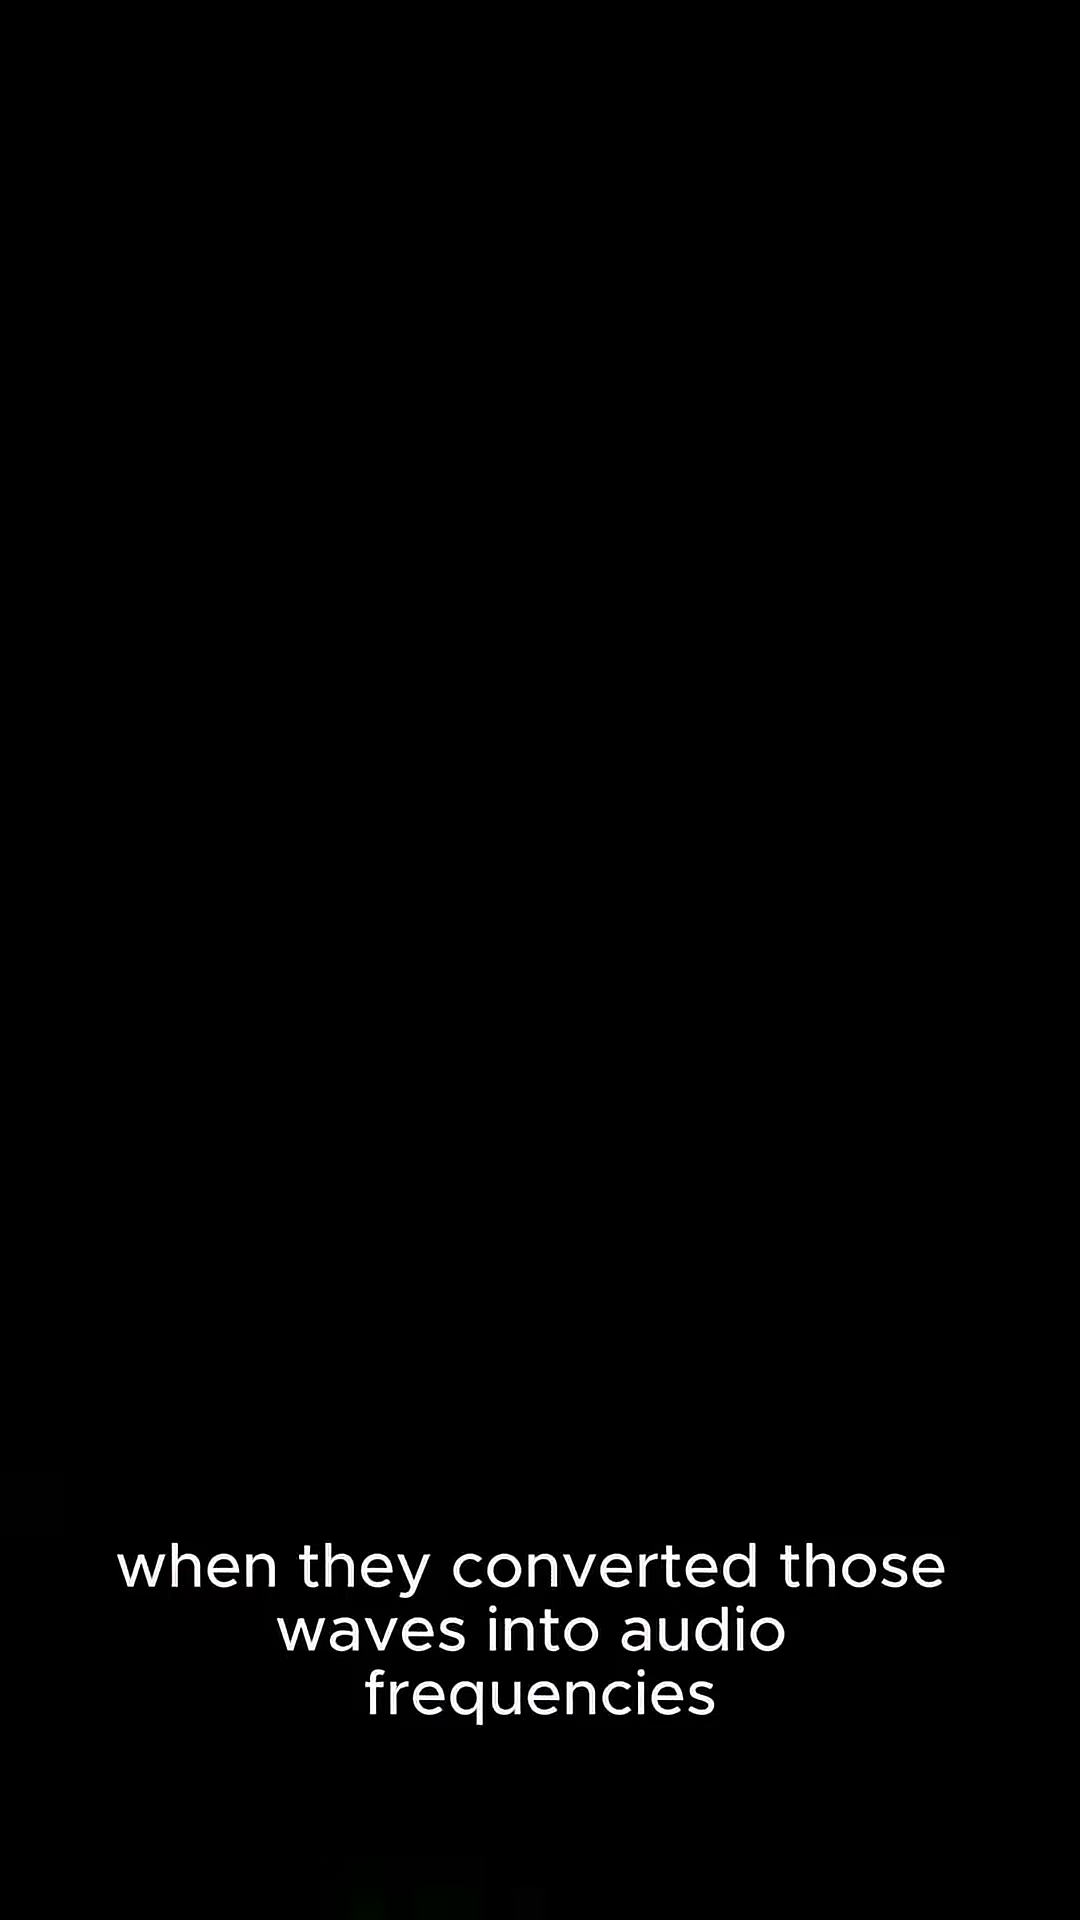 when they converted those
waves into audio
frequencies